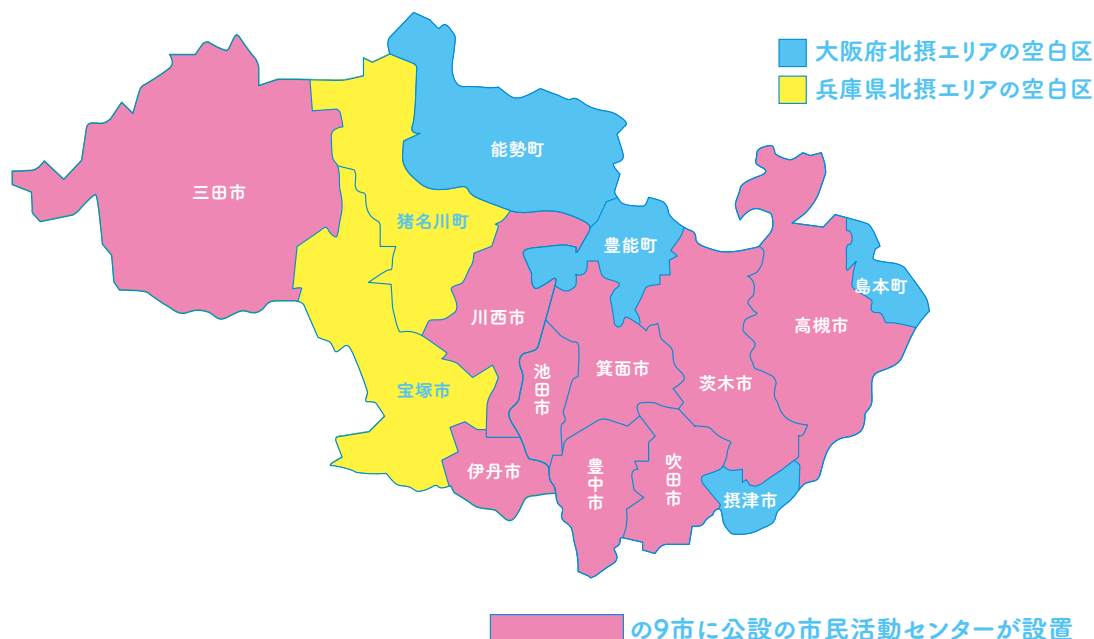 大阪府北摂エリアの空白区
兵庫県北摂エリアの空白区
能勢町
三田市
猪名川町
豊能町
島本町
川西市
高槻市
箕面市
池田市
茨木市
宝塚市
伊丹市
豊中市
吹田市
摂津市
の9市に公設の市民活動センターが設置